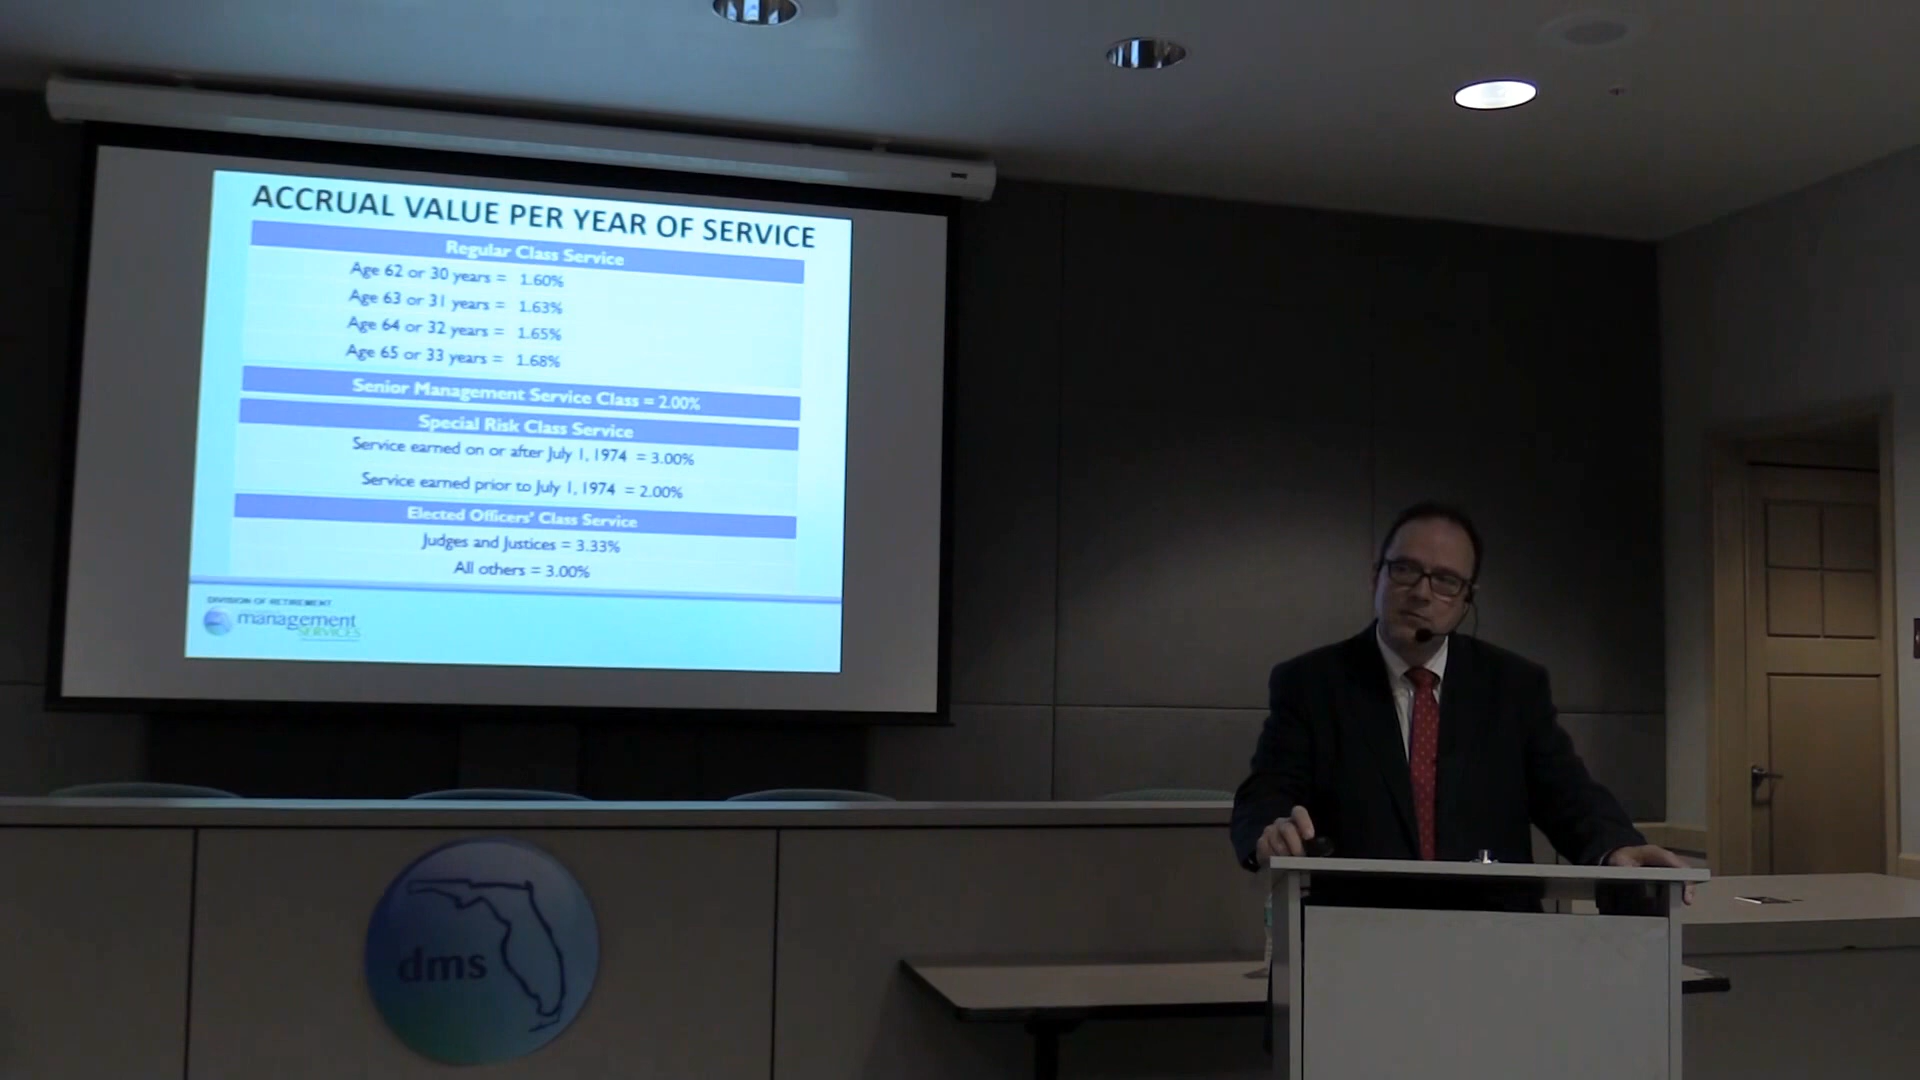 ACCRUAL VALUE PER YEAR OF SERVICE
Regular Class Service
Age 62 or 30 years = 1.60%
Age 63 or 31 years = 1.63%
Age 64 or 32 years = 1.65%
Age 65 or 33 years = 1.68%
Senior Management Service Class = 2.00%
Special Risk Class Service
Service earned on or after July 1, 1974 = 3.00%
Service earned prior to July 1, 1974 = 2.00%
Elected Officers' Class Service
Judges and Justices = 3.33%
All others = 3.00%
DIVISION OF RETIREMENT
management
SERVICES
dms